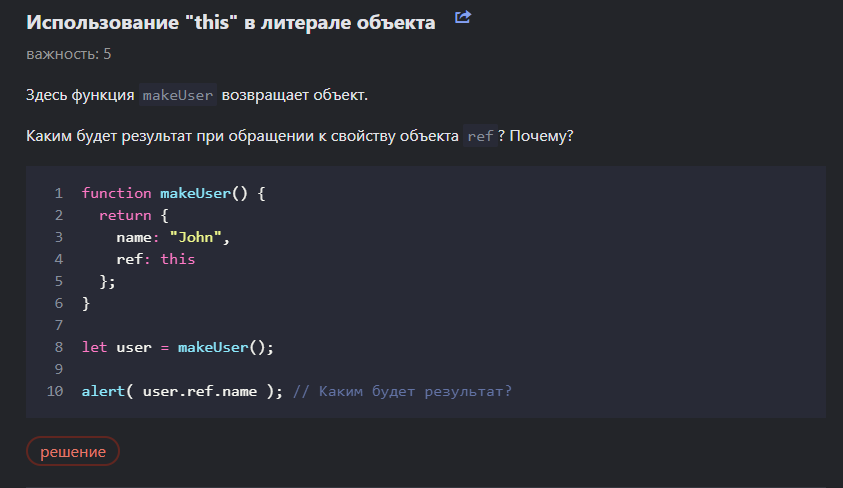 Использование "this" в литерале объекта
важность: 5
Здесь функция makeUser возвращает объект.
Каким будет результат при обращении к свойству объекта ref? Почему?
1 function makeUser() {
2   return {
3     name: "John",
4     ref: this
5   };
6 }
7
8 let user = makeUser();
9
10 alert( user.ref.name ); // Каким будет результат?
решение